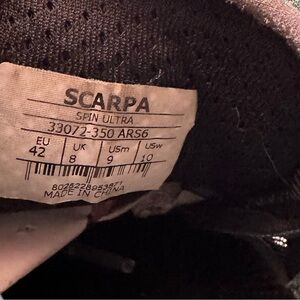 SCARPA
SPIN ULTRA
33072-350 ARS6
EU UK USm USw
42 8 9 10
MADE IN CHINA